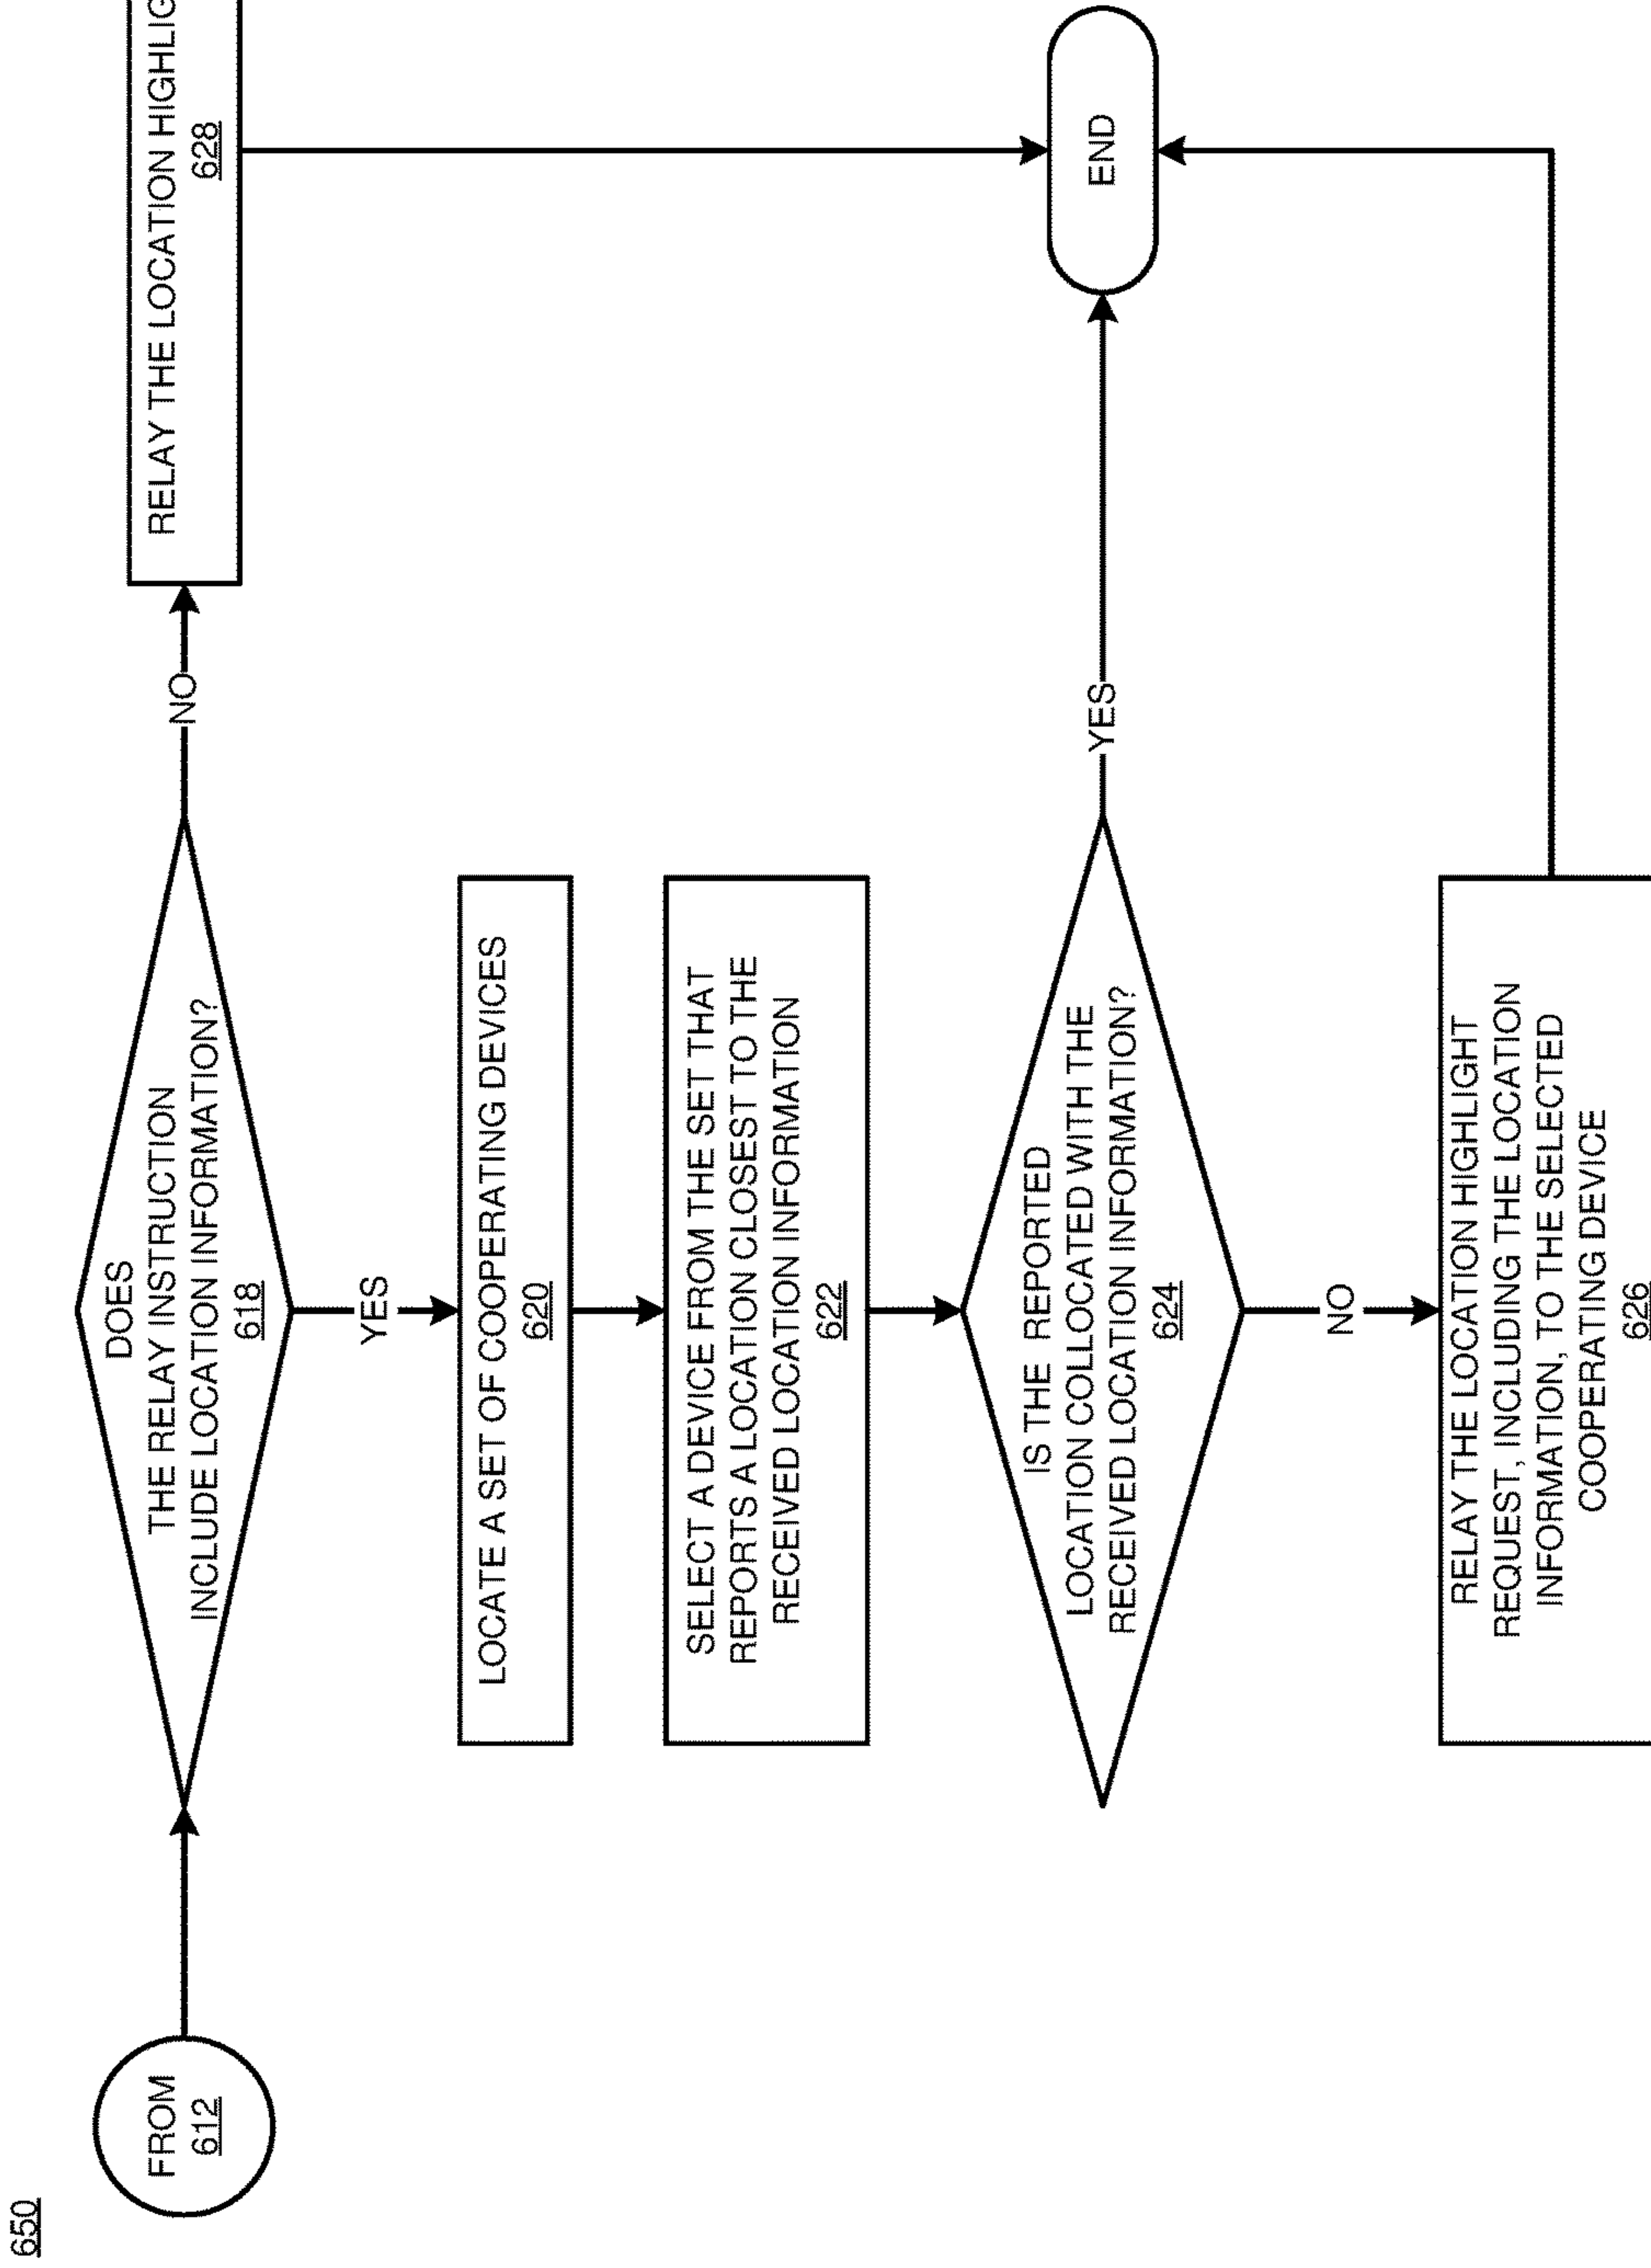 650
FROM
612
DOES
THE RELAY INSTRUCTION
INCLUDE LOCATION INFORMATION?
618
NO
RELAY THE LOCATION
628
YES
LOCATE A SET OF COOPERATING DEVICES
620
SELECT A DEVICE FROM THE SET THAT
REPORTS A LOCATION CLOSEST TO THE
RECEIVED LOCATION INFORMATION
622
IS THE REPORTED
LOCATION COLLOCATED WITH THE
RECEIVED LOCATION INFORMATION?
624
YES
END
NO
RELAY THE LOCATION HIGHLIGHT
REQUEST, INCLUDING THE LOCATION
INFORMATION, TO THE SELECTED
COOPERATING DEVICE
626